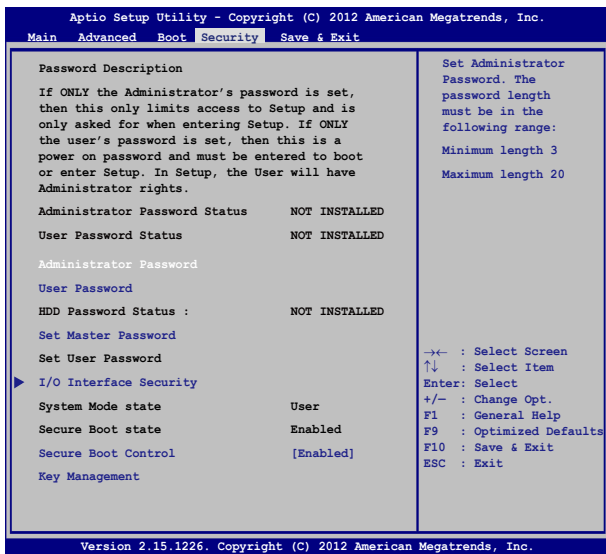 Aptio Setup Utility - Copyright (C) 2012 American Megatrends, Inc.
Main Advanced Boot Security Save & Exit
Password Description
If ONLY the Administrator's password is set,
then this only limits access to Setup and is
only asked for when entering Setup. If ONLY
the user's password is set, then this is a
power on password and must be entered to boot
or enter Setup. In Setup, the User will have
Administrator rights.
Administrator Password Status NOT INSTALLED
User Password Status NOT INSTALLED
Administrator Password
User Password
HDD Password Status : NOT INSTALLED
Set Master Password
Set User Password
I/O Interface Security
System Mode state User
Secure Boot state Enabled
Secure Boot Control [Enabled]
Key Management
Set Administrator
Password. The
password length
must be in the
following range:
Minimum length 3
Maximum length 20
→← : Select Screen
↑↓ : Select Item
Enter: Select
+/— : Change Opt.
F1 : General Help
F9 : Optimized Defaults
F10 : Save & Exit
ESC : Exit
Version 2.15.1226. Copyright (C) 2012 American Megatrends, Inc.